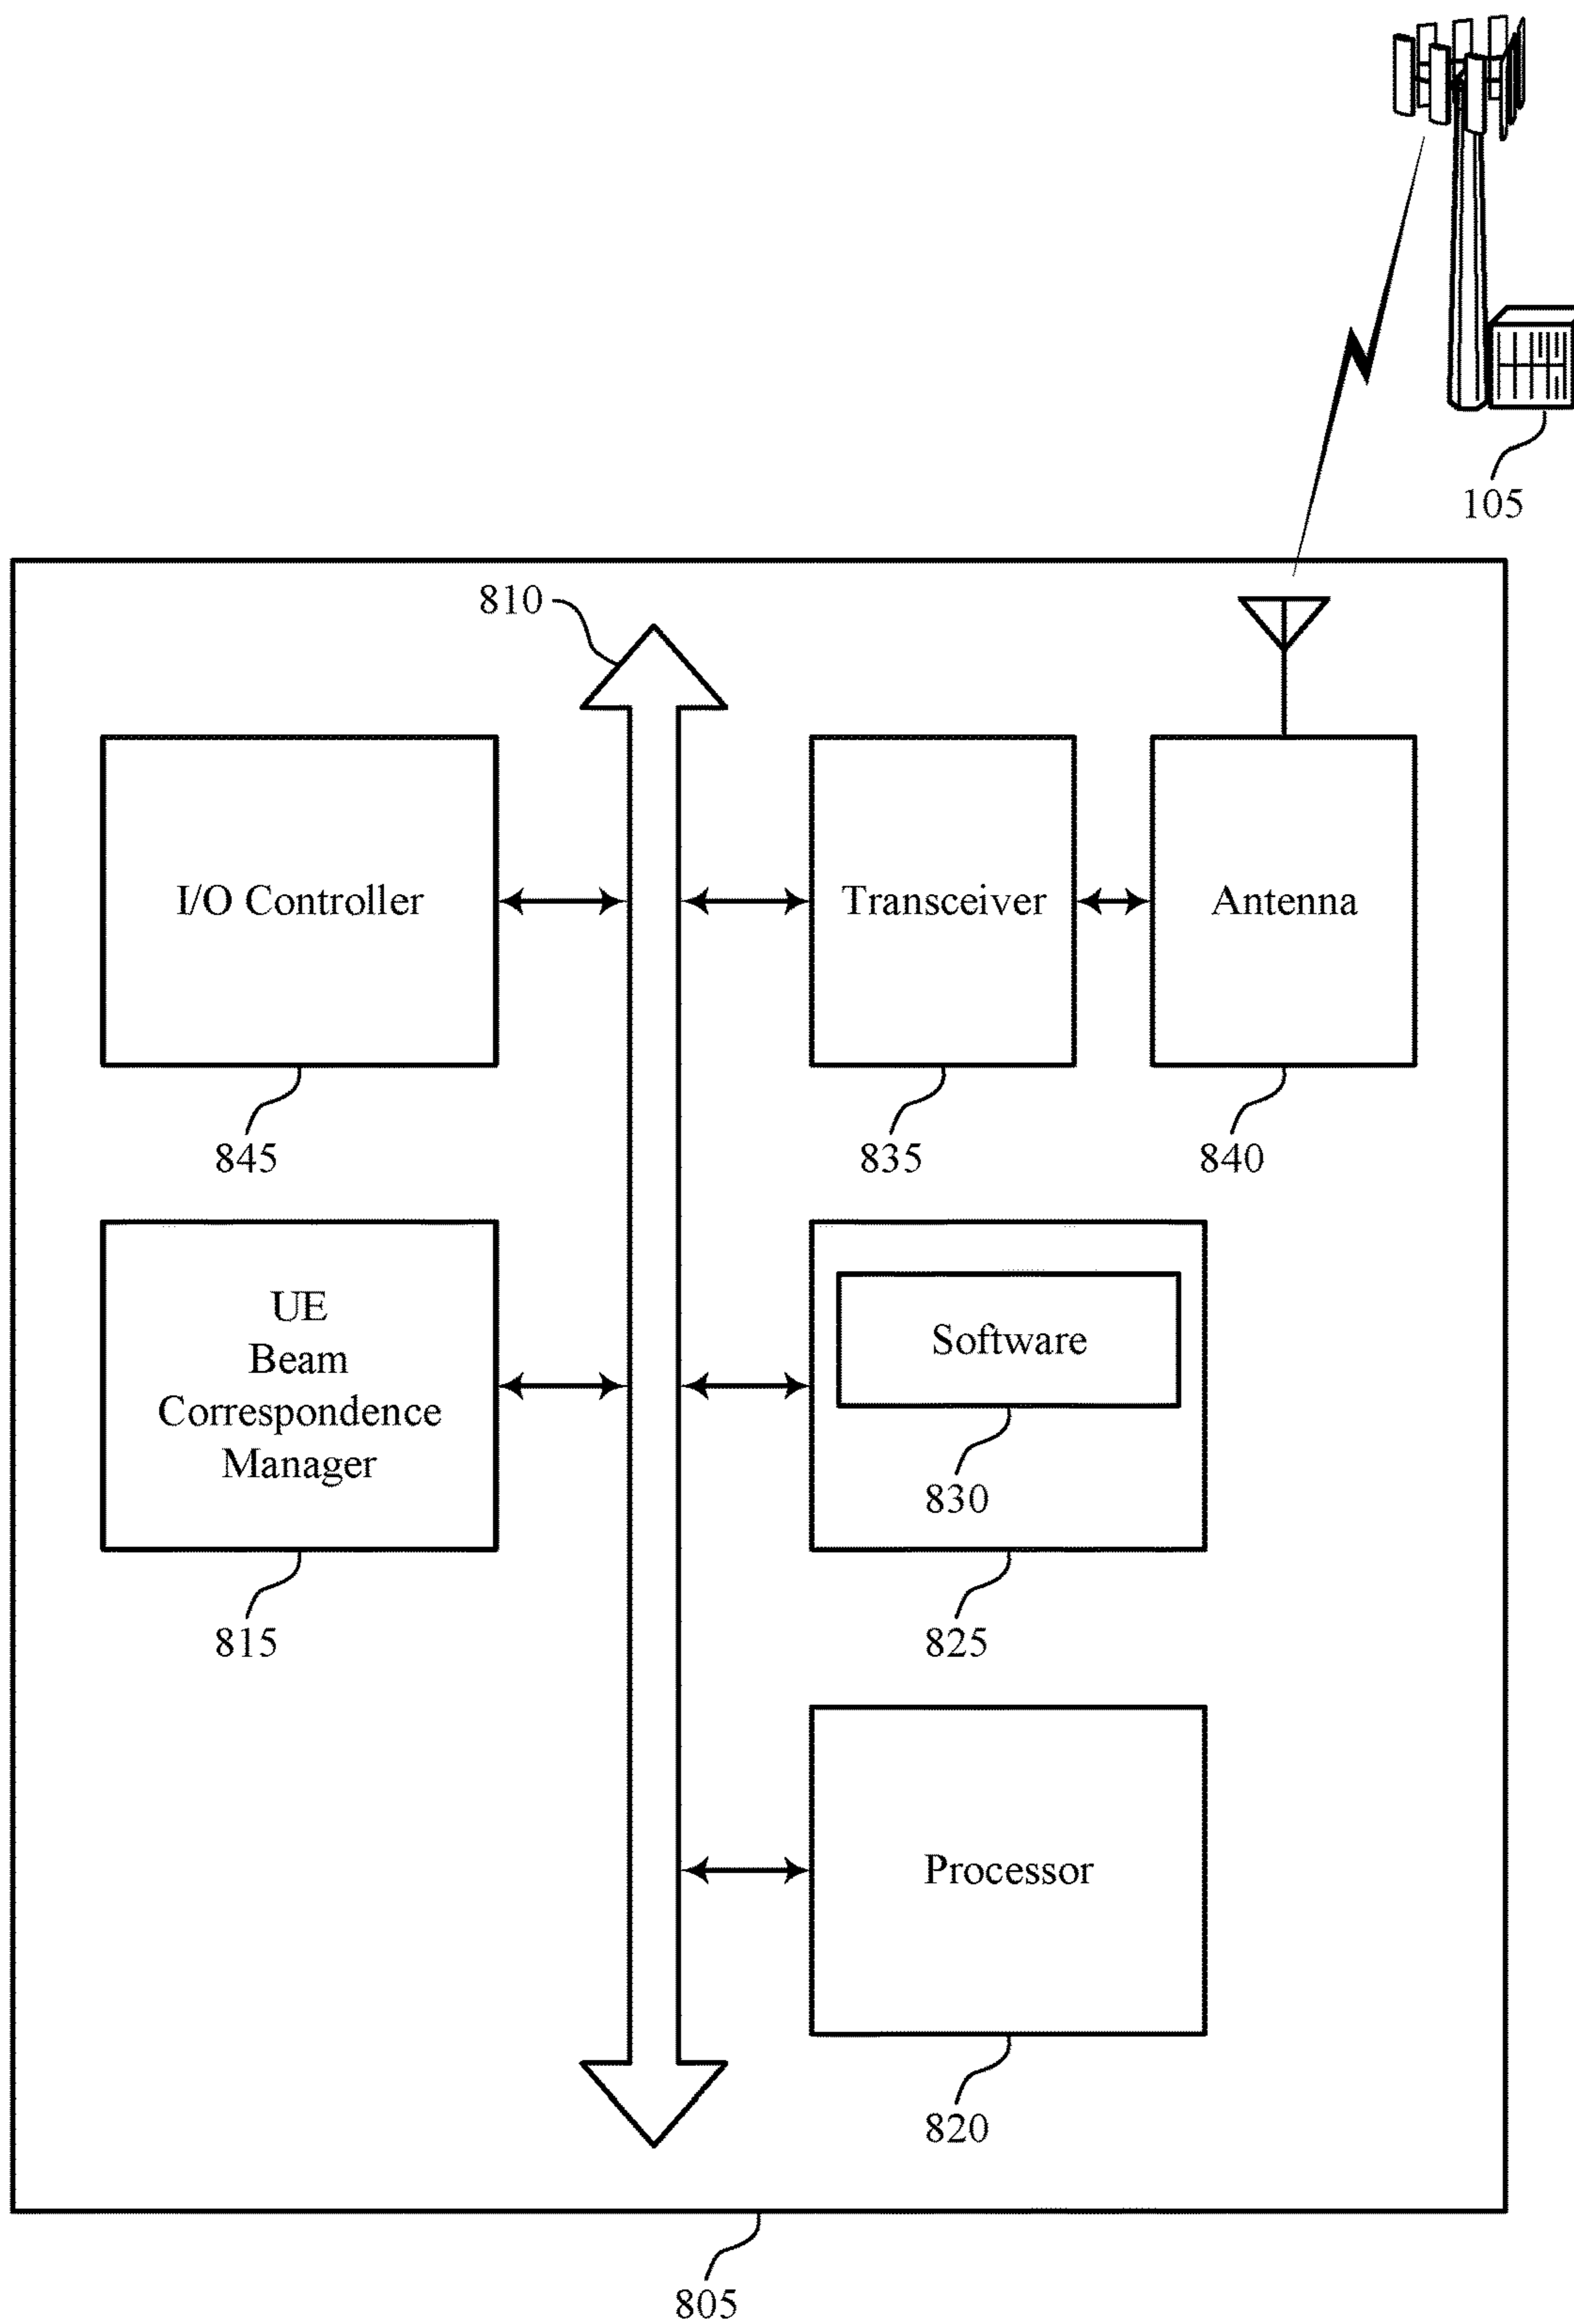 105
810
I/O Controller
Transceiver
Antenna
845
835
840
UE
Beam
Correspondence
Manager
Software
830
815
825
Processor
820
805